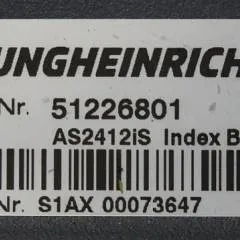 UNGHEINRICH
Nr. 51226801
AS2412iS Index B
Nr. S1AX 00073647